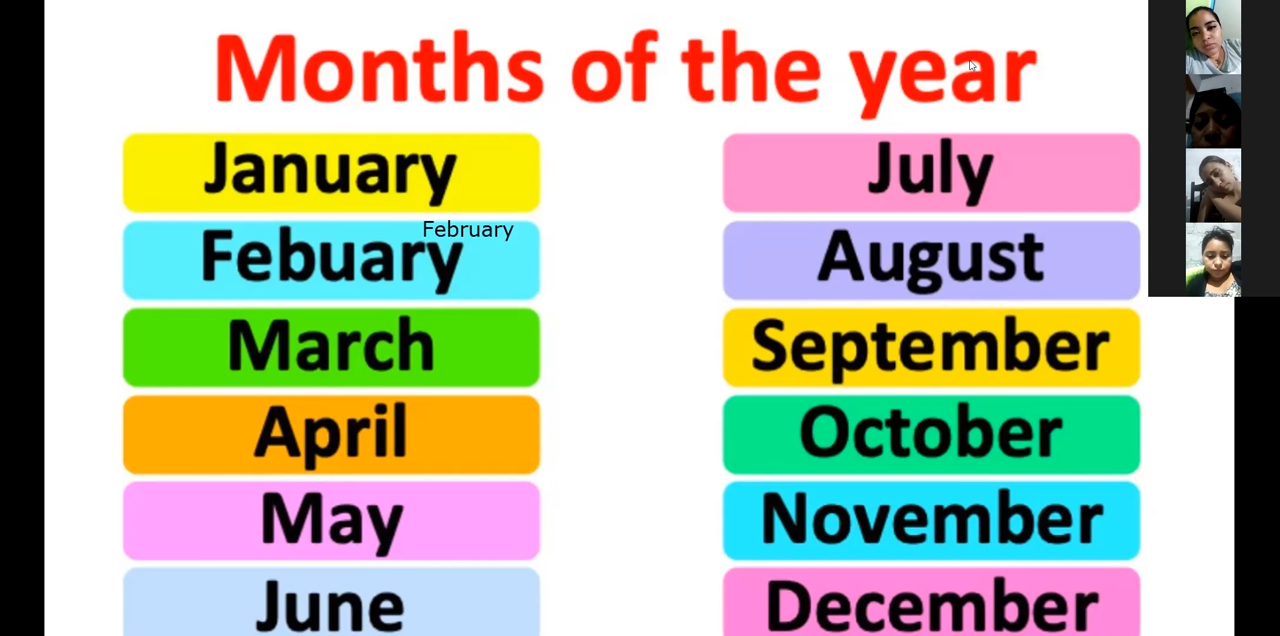 Months of the year
January
February
Febuary
March
April
May
June
July
August
September
October
November
December